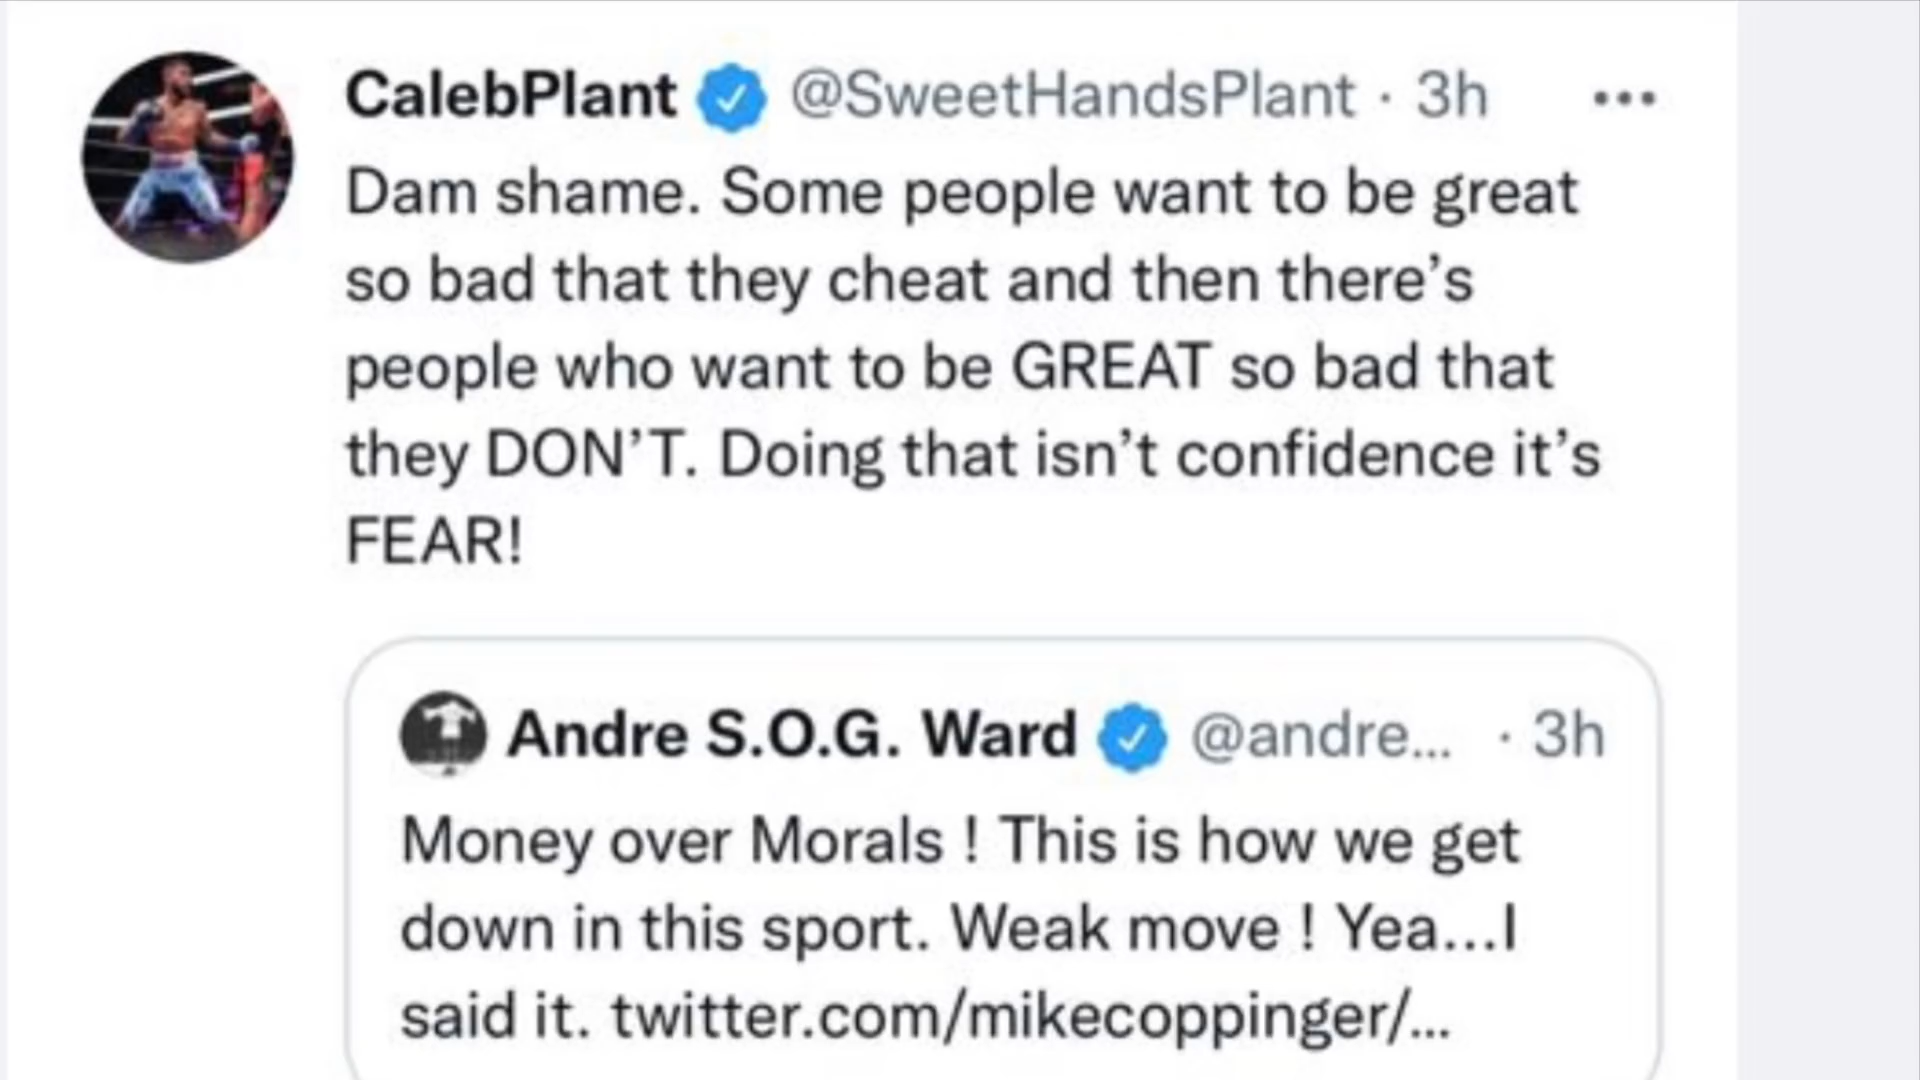 CalebPlant @SweetHandsPlant · 3h
Dam shame. Some people want to be great
so bad that they cheat and then there’s
people who want to be GREAT so bad that
they DON’T. Doing that isn’t confidence it’s
FEAR!
Andre S.O.G. Ward @andre... · 3h
Money over Morals ! This is how we get
down in this sport. Weak move ! Yea...I
said it. twitter.com/mikecoppinger/...